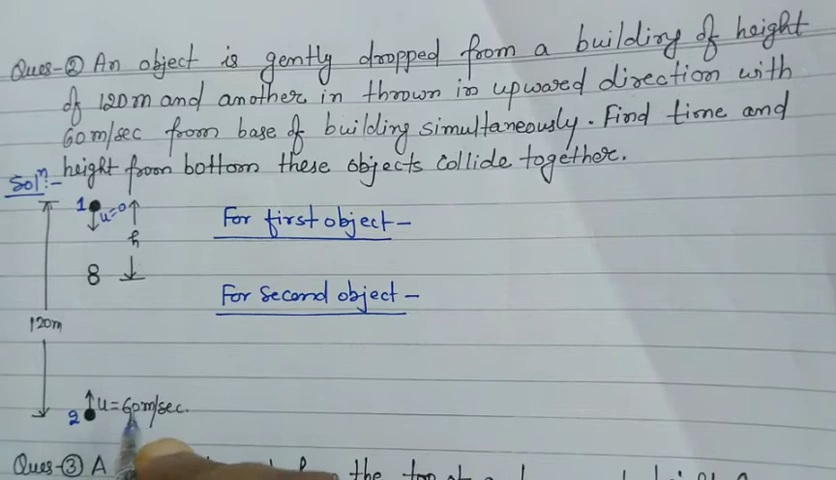 Ques-② An object is gently dropped from a building of height
of 120m and another in thrown in upward direction with
60m/sec from base of building simultaneously. Find time and
height from bottom these objects collide together.
Solⁿ:-
1 u=0
h
For first object-
8
For second object-
120m
2 u=60m/sec.
Ques-③ A the